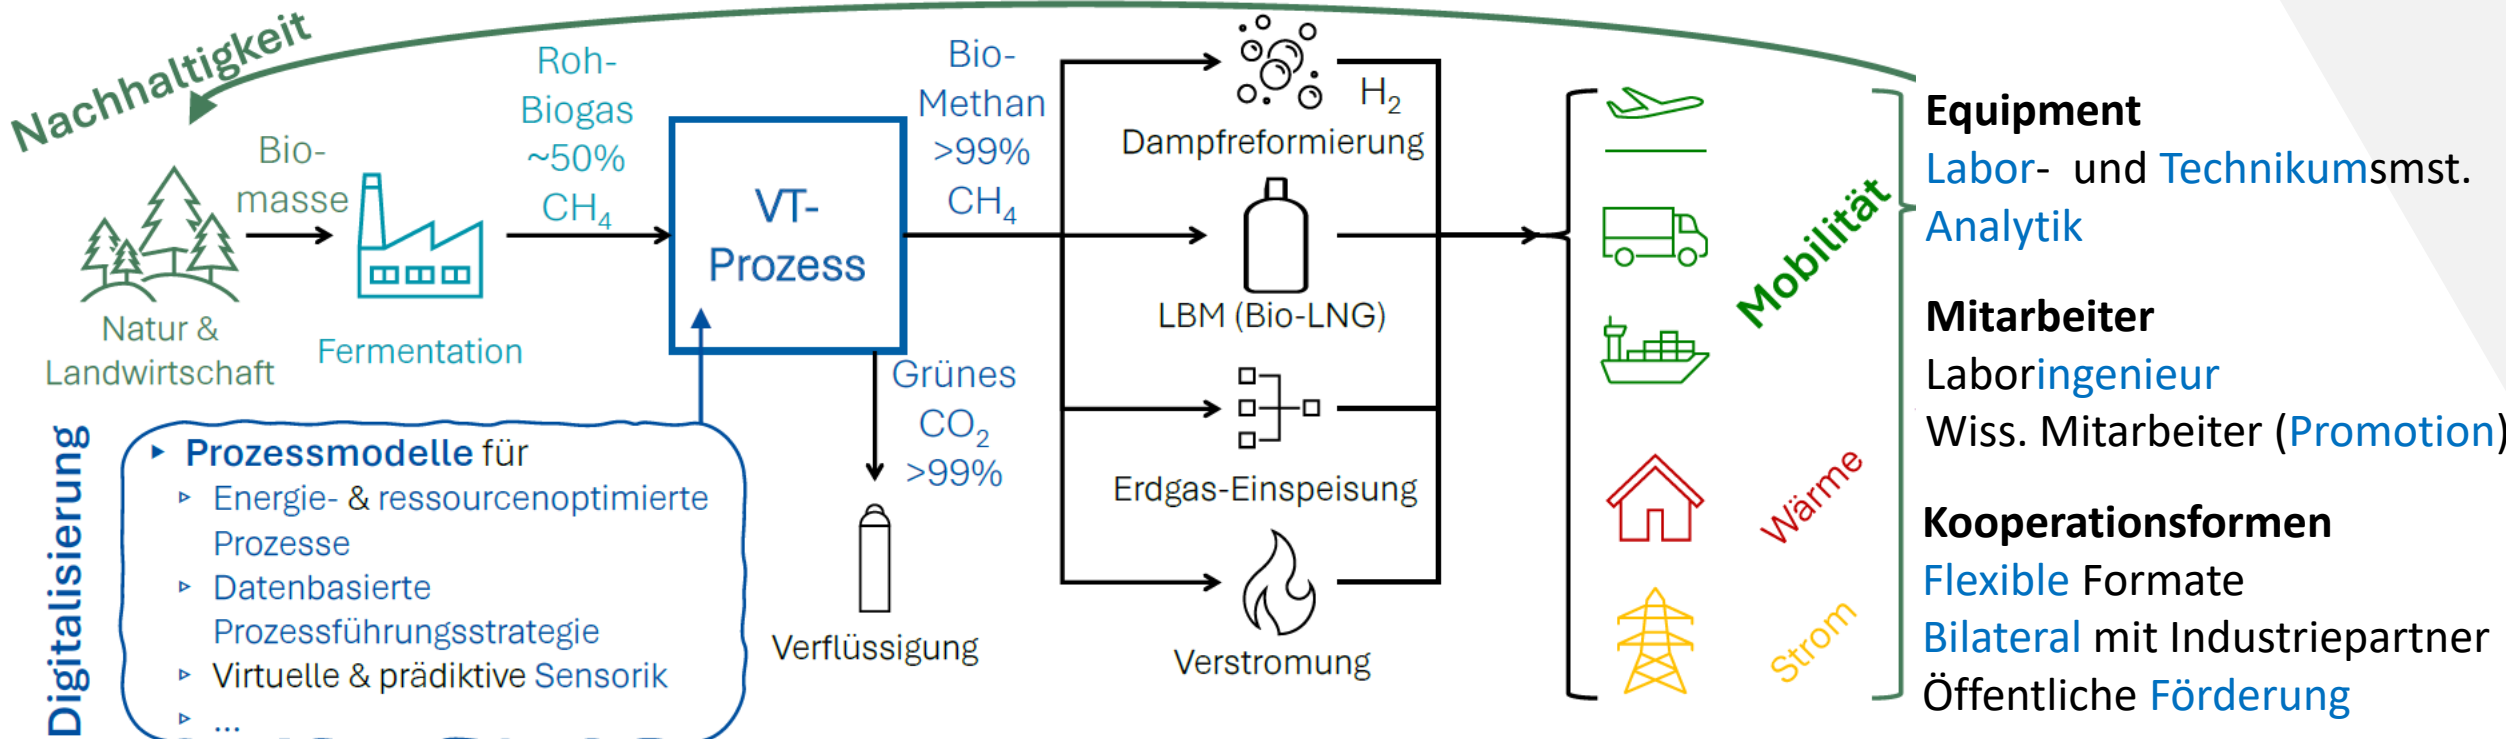 Nachhaltigkeit
Bio-
masse
Natur &
Landwirtschaft
Fermentation
Roh-
Biogas
~50%
CH₄
VT-
Prozess
Bio-
Methan
>99%
CH₄
Grünes
CO₂
>99%
Verflüssigung
H₂
Dampfreformierung
LBM (Bio-LNG)
Erdgas-Einspeisung
Verstromung
Mobilität
Wärme
Strom
Digitalisierung
Prozessmodelle für
Energie- & ressourcenoptimierte
Prozesse
Datenbasierte
Prozessführungsstrategie
Virtuelle & prädiktive Sensorik
...
Equipment
Labor- und Technikumsmst.
Analytik
Mitarbeiter
Laboringenieur
Wiss. Mitarbeiter (Promotion)
Kooperationsformen
Flexible Formate
Bilateral mit Industriepartner
Öffentliche Förderung